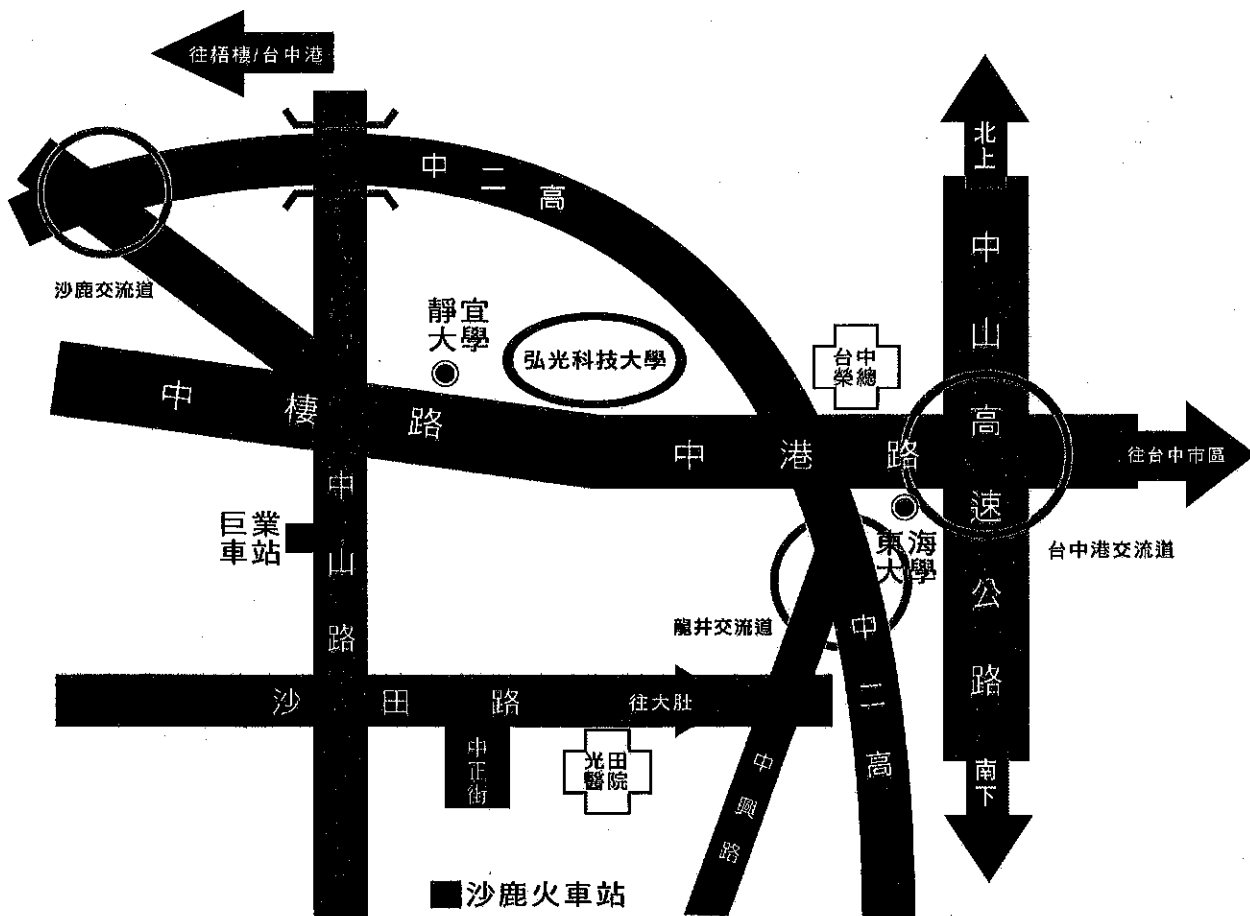 往梧棲/台中港
北上
中二高
中山高速公路
沙鹿交流道
靜宜
大學
弘光科技大學
台中
榮總
中棲路
中港路
往台中市區
中山路
巨業
車站
東海
大學
台中港交流道
龍井交流道
中二高
沙田路
往大肚
中正街
光田
醫院
中興路
南下
沙鹿火車站